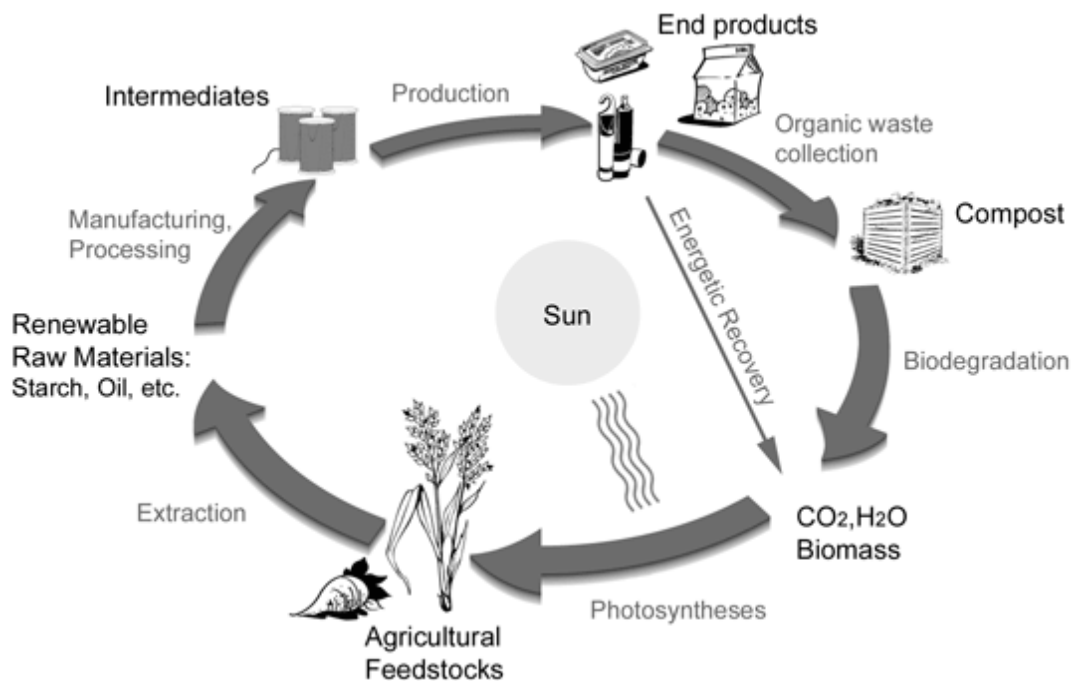 End products
Intermediates
Production
Organic waste
collection
Manufacturing,
Processing
Compost
Energetic Recovery
Sun
Renewable
Raw Materials:
Starch, Oil, etc.
Biodegradation
Extraction
CO2,H2O
Biomass
Photosyntheses
Agricultural
Feedstocks